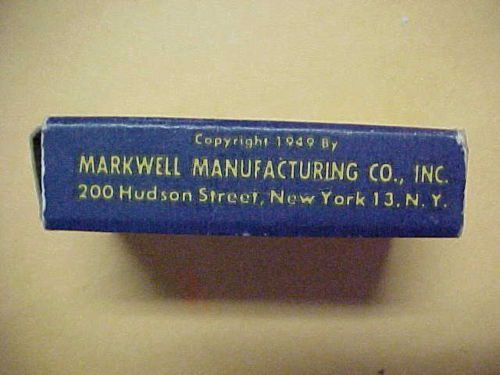 Copyright 1949 By
MARKWELL MANUFACTURING CO., INC.
200 Hudson Street, New York 13, N. Y.